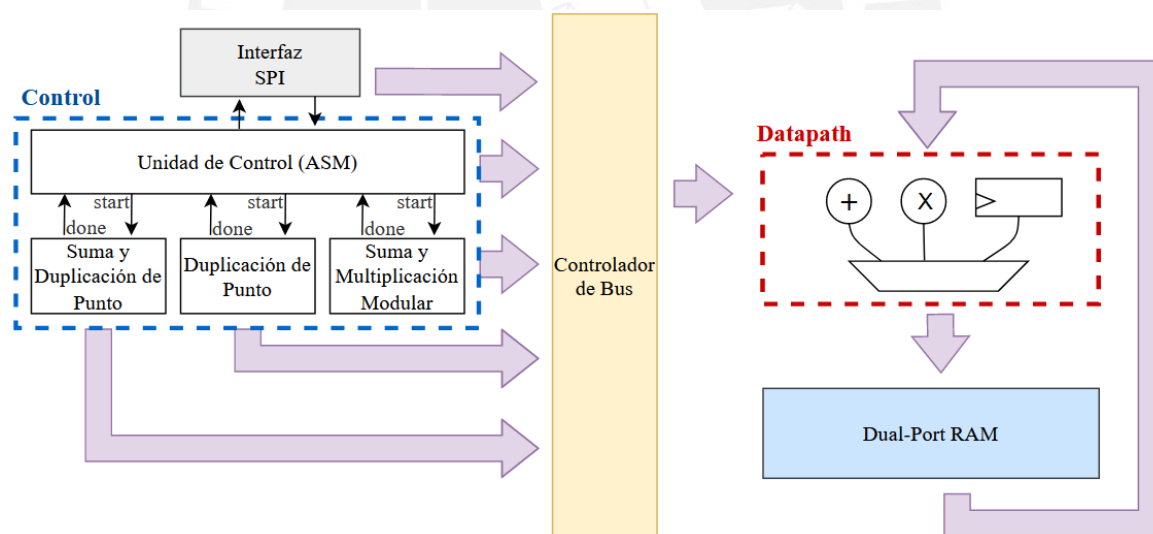 Interfaz
SPI
Control
Unidad de Control (ASM)
start
done
start
done
start
done
Suma y
Duplicación de
Punto
Duplicación de
Punto
Suma y
Multiplicación
Modular
Controlador
de Bus
Datapath
+
X
Dual-Port RAM